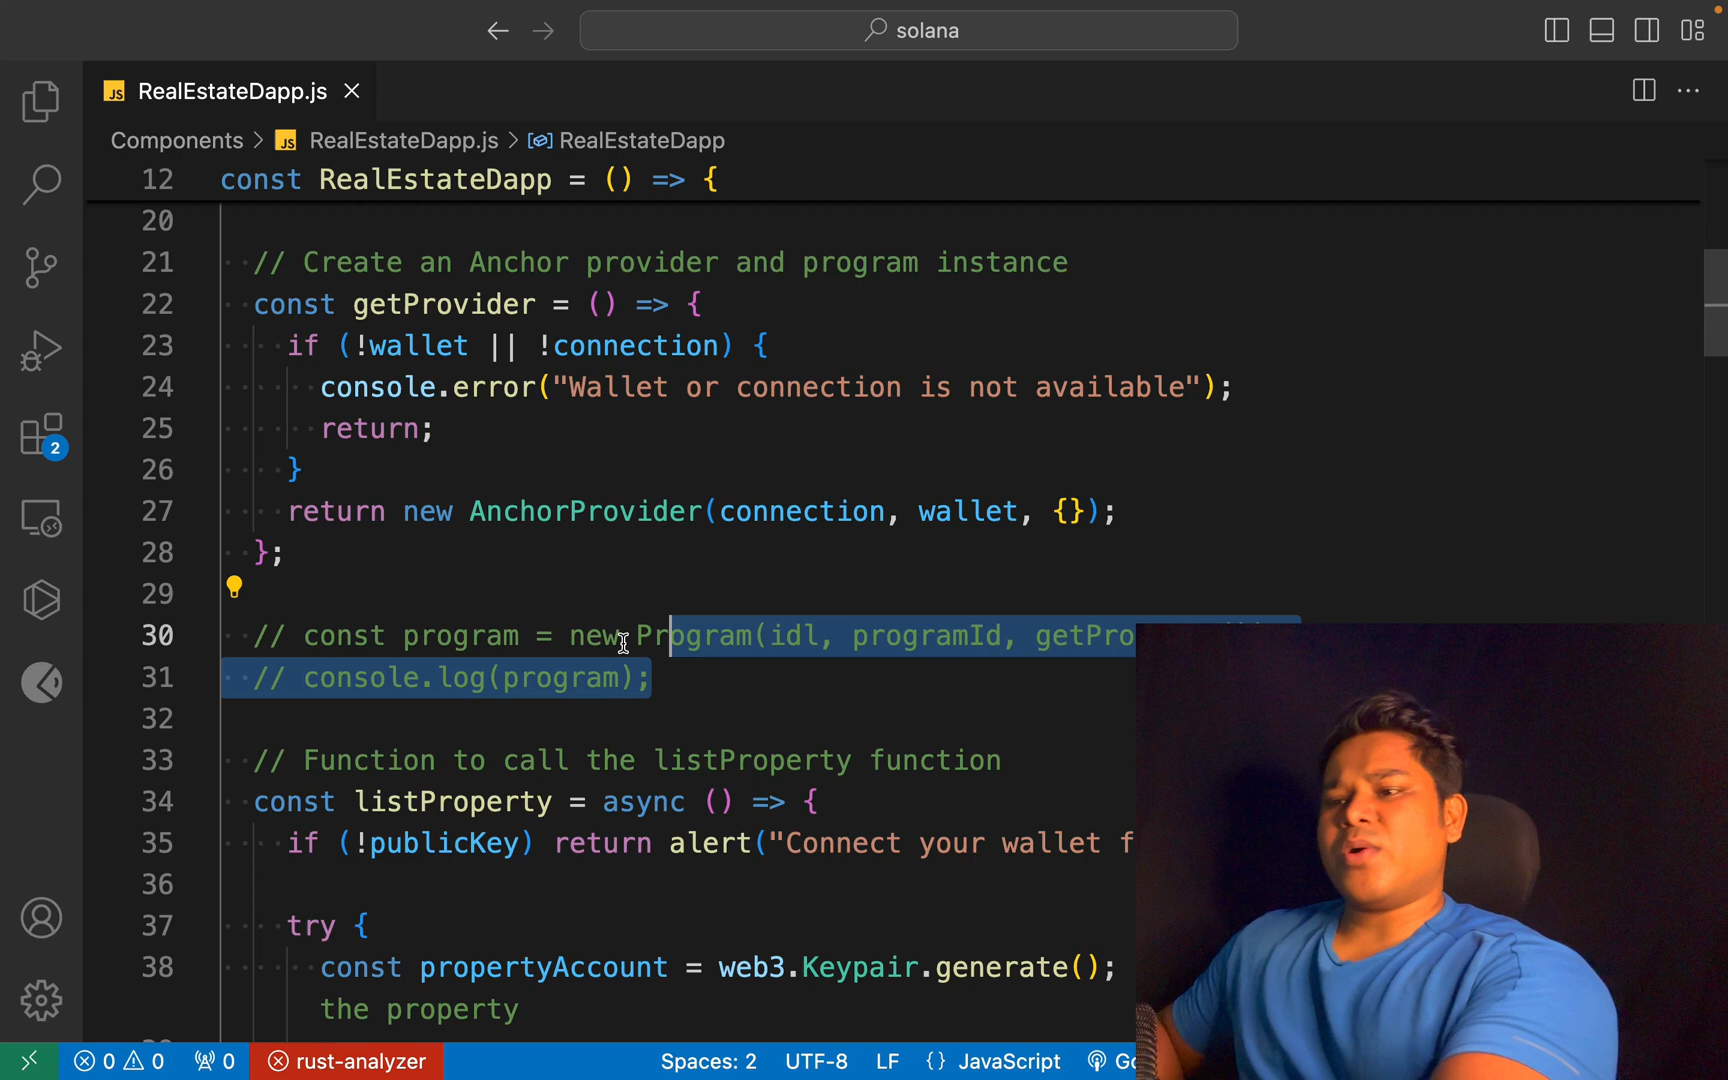 solana
RealEstateDapp.js
Components > RealEstateDapp.js > RealEstateDapp
12 const RealEstateDapp = () => {
20
21 // Create an Anchor provider and program instance
22 const getProvider = () => {
23 if (!wallet || !connection) {
24 console.error("Wallet or connection is not available");
25 return;
26 }
27 return new AnchorProvider(connection, wallet, {});
28 };
29
30 // const program = new Program(idl, programId, getPro
31 // console.log(program);
32
33 // Function to call the listProperty function
34 const listProperty = async () => {
35 if (!publicKey) return alert("Connect your wallet f
36
37 try {
38 const propertyAccount = web3.Keypair.generate();
the property
2
0 0 0 rust-analyzer Spaces: 2 UTF-8 LF {} JavaScript Go